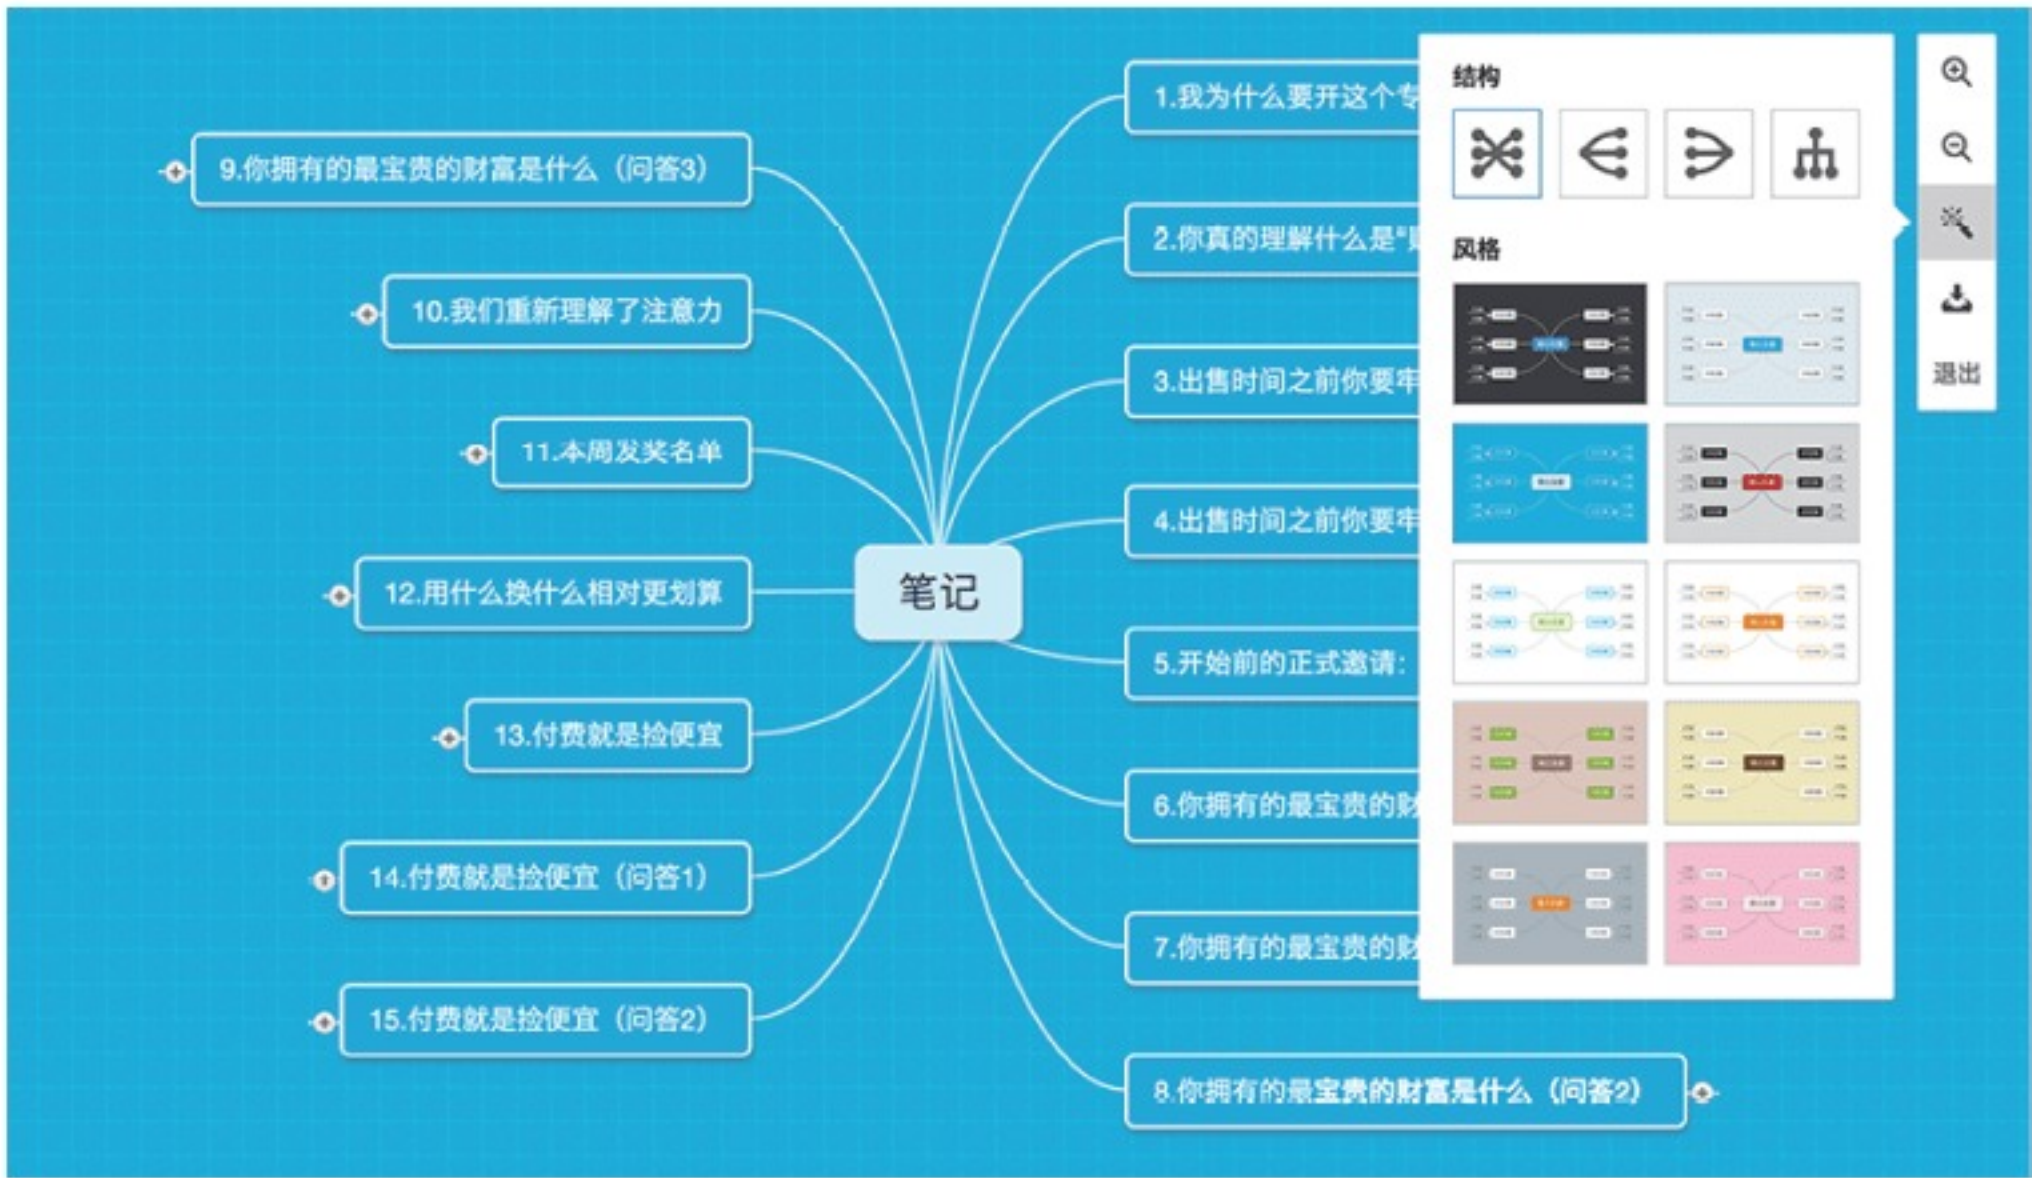 1.我为什么要开这个专
2.你真的理解什么是"
3.出售时间之前你要牢
4.出售时间之前你要牢
5.开始前的正式邀请：
6.你拥有的最宝贵的财
7.你拥有的最宝贵的财
8.你拥有的最宝贵的财富是什么（问答2）
笔记
9.你拥有的最宝贵的财富是什么（问答3）
10.我们重新理解了注意力
11.本周发奖名单
12.用什么换什么相对更划算
13.付费就是捡便宜
14.付费就是捡便宜（问答1）
15.付费就是捡便宜（问答2）
结构
风格
退出